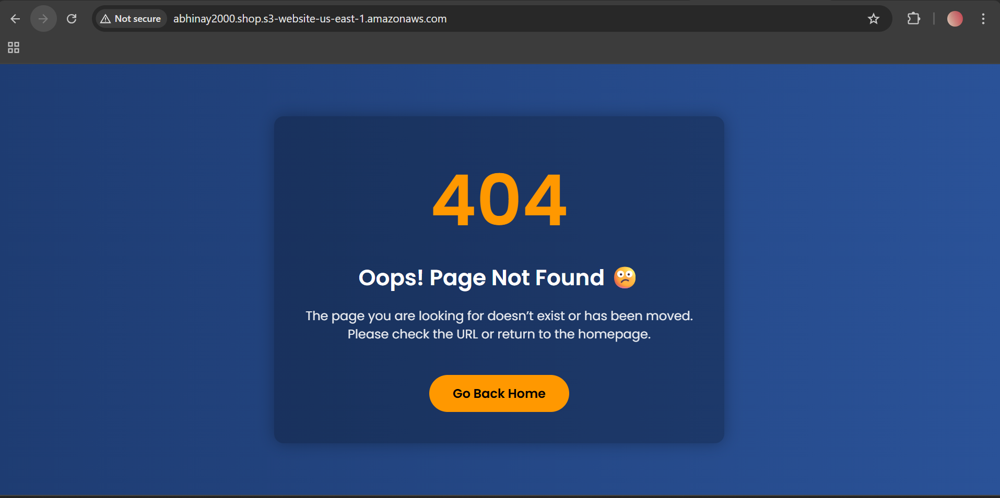 Not secure abhinay2000.shop.s3-website-us-east-1.amazonaws.com
404
Oops! Page Not Found
The page you are looking for doesn’t exist or has been moved.
Please check the URL or return to the homepage.
Go Back Home